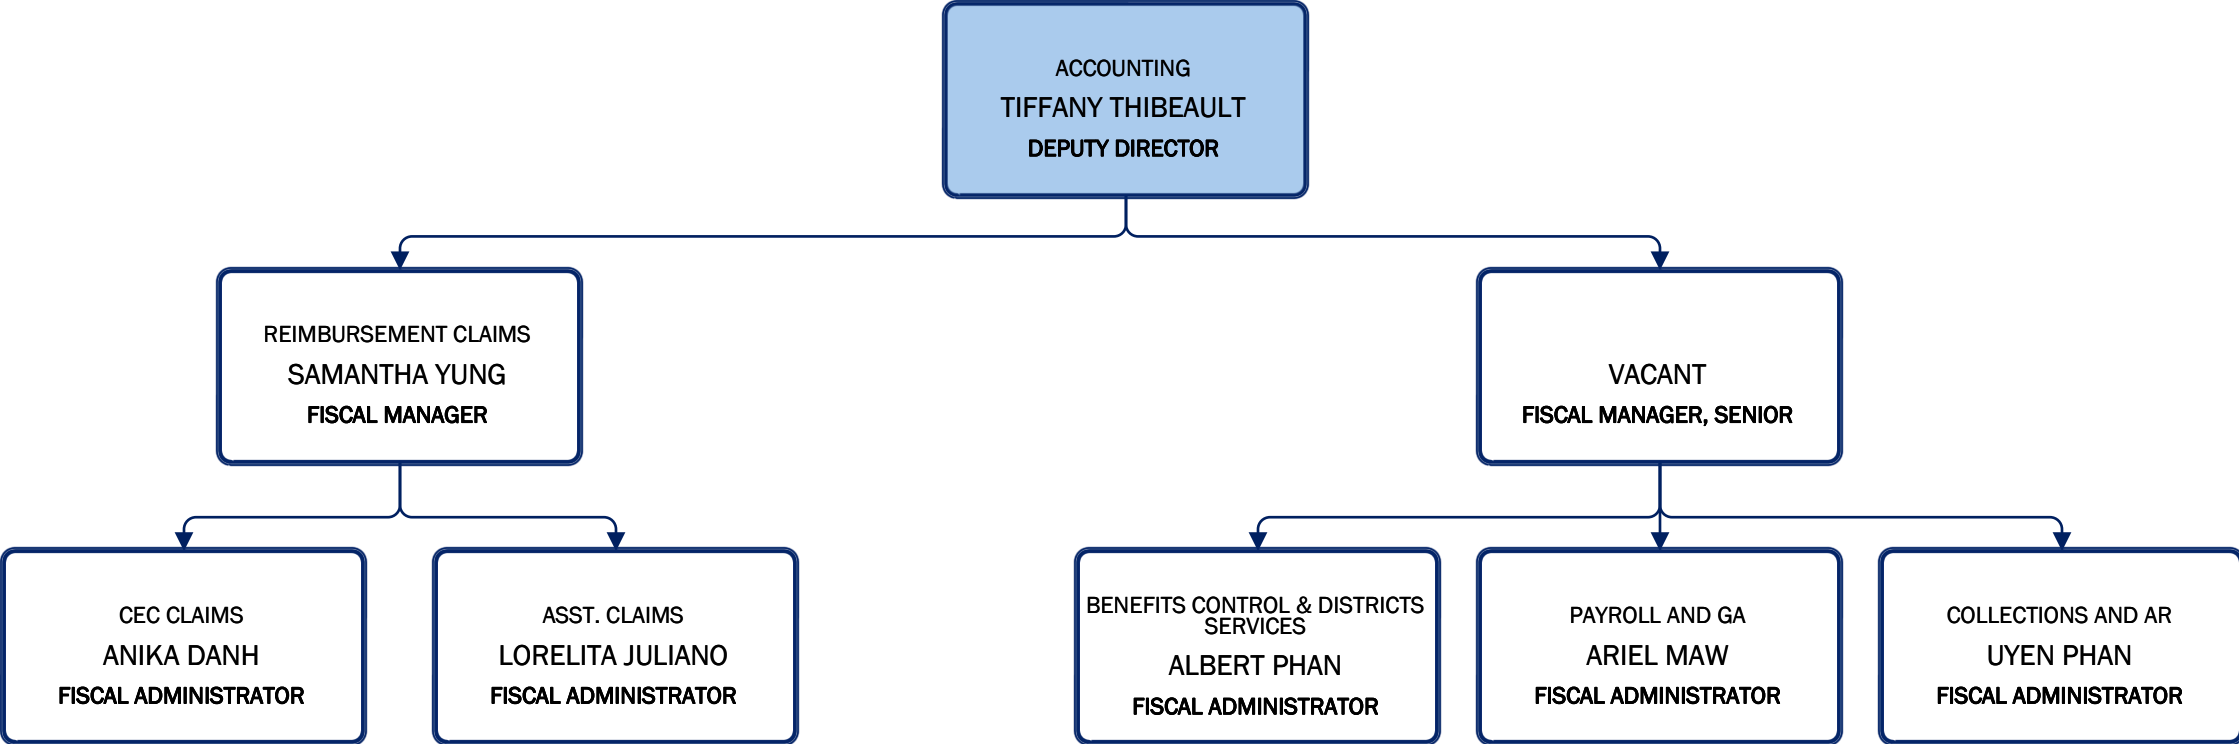 ACCOUNTING
TIFFANY THIBEAULT
DEPUTY DIRECTOR
REIMBURSEMENT CLAIMS
SAMANTHA YUNG
FISCAL MANAGER
VACANT
FISCAL MANAGER, SENIOR
CEC CLAIMS
ANIKA DANH
FISCAL ADMINISTRATOR
ASST. CLAIMS
LORELITA JULIANO
FISCAL ADMINISTRATOR
BENEFITS CONTROL & DISTRICTS
SERVICES
ALBERT PHAN
FISCAL ADMINISTRATOR
PAYROLL AND GA
ARIEL MAW
FISCAL ADMINISTRATOR
COLLECTIONS AND AR
UYEN PHAN
FISCAL ADMINISTRATOR